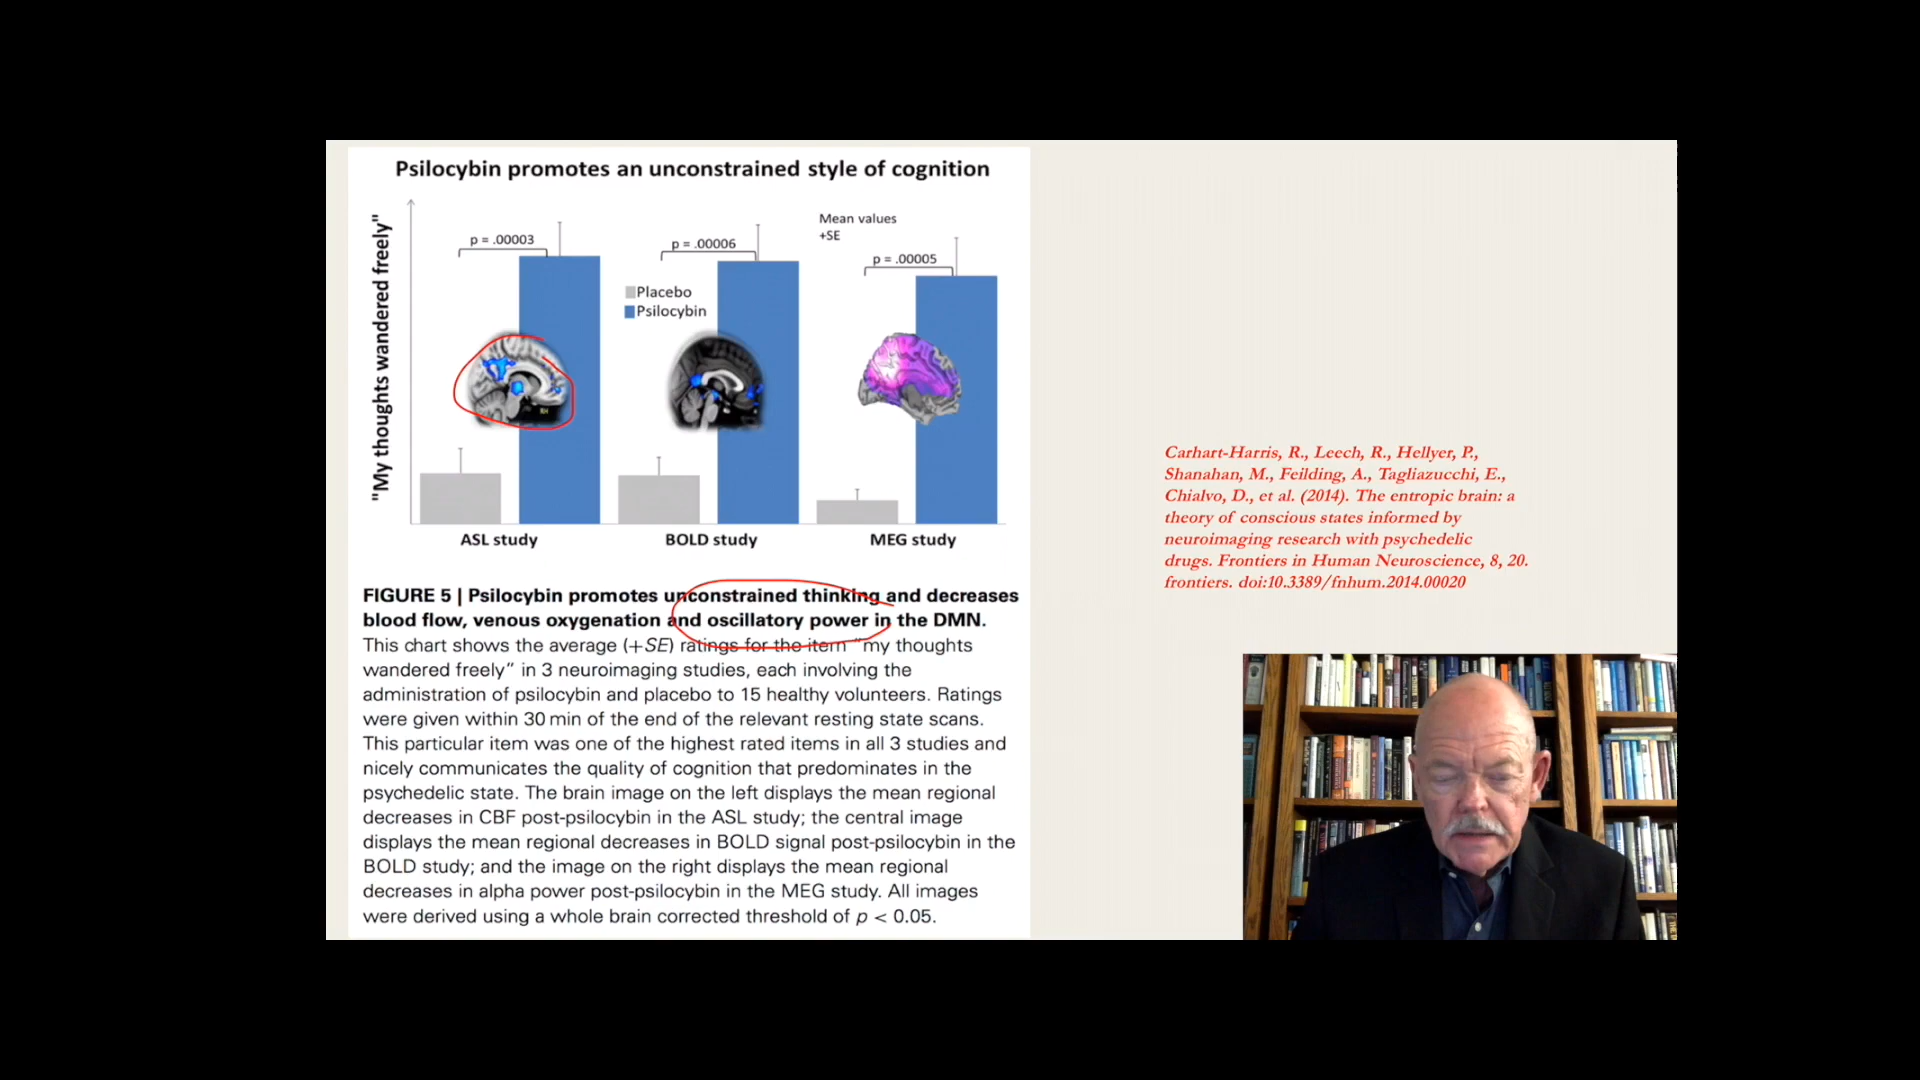 Psilocybin promotes an unconstrained style of cognition
"My thoughts wandered freely"
p = .00003
p = .00006
Mean values
+SE
p = .00005
Placebo
Psilocybin
ASL study
BOLD study
MEG study
FIGURE 5 | Psilocybin promotes unconstrained thinking and decreases
blood flow, venous oxygenation and oscillatory power in the DMN.
This chart shows the average (+SE) ratings for the item “my thoughts
wandered freely” in 3 neuroimaging studies, each involving the
administration of psilocybin and placebo to 15 healthy volunteers. Ratings
were given within 30 min of the end of the relevant resting state scans.
This particular item was one of the highest rated items in all 3 studies and
nicely communicates the quality of cognition that predominates in the
psychedelic state. The brain image on the left displays the mean regional
decreases in CBF post-psilocybin in the ASL study; the central image
displays the mean regional decreases in BOLD signal post-psilocybin in the
BOLD study; and the image on the right displays the mean regional
decreases in alpha power post-psilocybin in the MEG study. All images
were derived using a whole brain corrected threshold of p < 0.05.
Carhart-Harris, R., Leech, R., Hellyer, P.,
Shanahan, M., Feilding, A., Tagliazucchi, E.,
Chialvo, D., et al. (2014). The entropic brain: a
theory of conscious states informed by
neuroimaging research with psychedelic
drugs. Frontiers in Human Neuroscience, 8, 20.
frontiers. doi:10.3389/fnhum.2014.00020